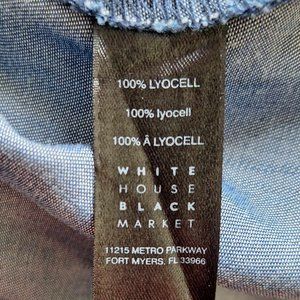 100% LYOCELL
100% lyocell
100% Â LYOCELL
WHITE
HOUSE
BLACK
MARKET
11215 METRO PARKWAY
FORT MYERS, FL 33966